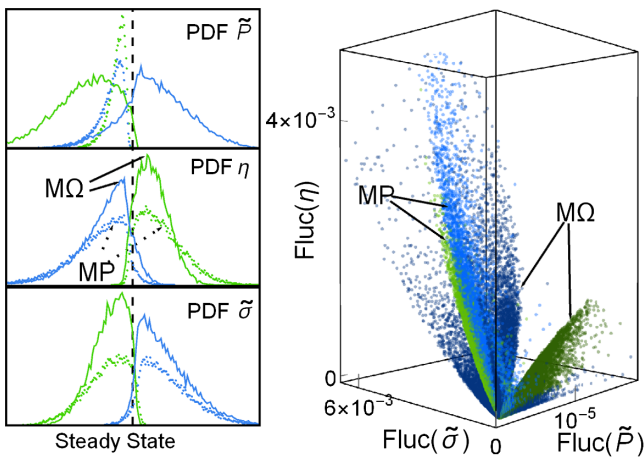 PDF P̃
PDF η
MΩ
MP
PDF σ̃
Steady State
4×10⁻³
Fluc(η)
MP
MΩ
0
6×10⁻³
10⁻⁵
Fluc(σ̃)
0
Fluc(P̃)